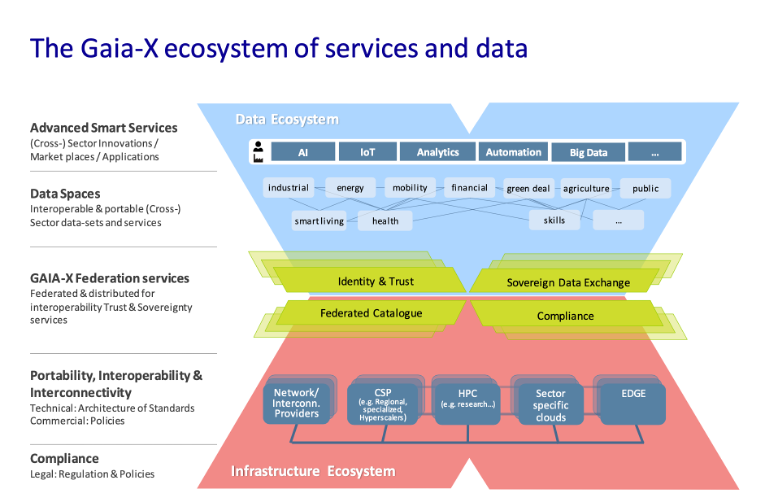 The Gaia-X ecosystem of services and data
Data Ecosystem
Advanced Smart Services
(Cross-) Sector Innovations /
Market places / Applications
AI IoT Analytics Automation Big Data ...
Data Spaces
Interoperable & portable (Cross-)
Sector data-sets and services
industrial energy mobility financial green deal agriculture public
smart living health skills ...
GAIA-X Federation services
Federated & distributed for
interoperability Trust & Sovereignty
services
Identity & Trust Sovereign Data Exchange
Federated Catalogue Compliance
Portability, Interoperability &
Interconnectivity
Technical: Architecture of Standards
Commercial: Policies
Network/
Interconn.
Providers
CSP
(e.g. Regional,
specialized,
Hyperscalers)
HPC
(e.g. research...)
Sector
specific
clouds
EDGE
Compliance
Legal: Regulation & Policies
Infrastructure Ecosystem